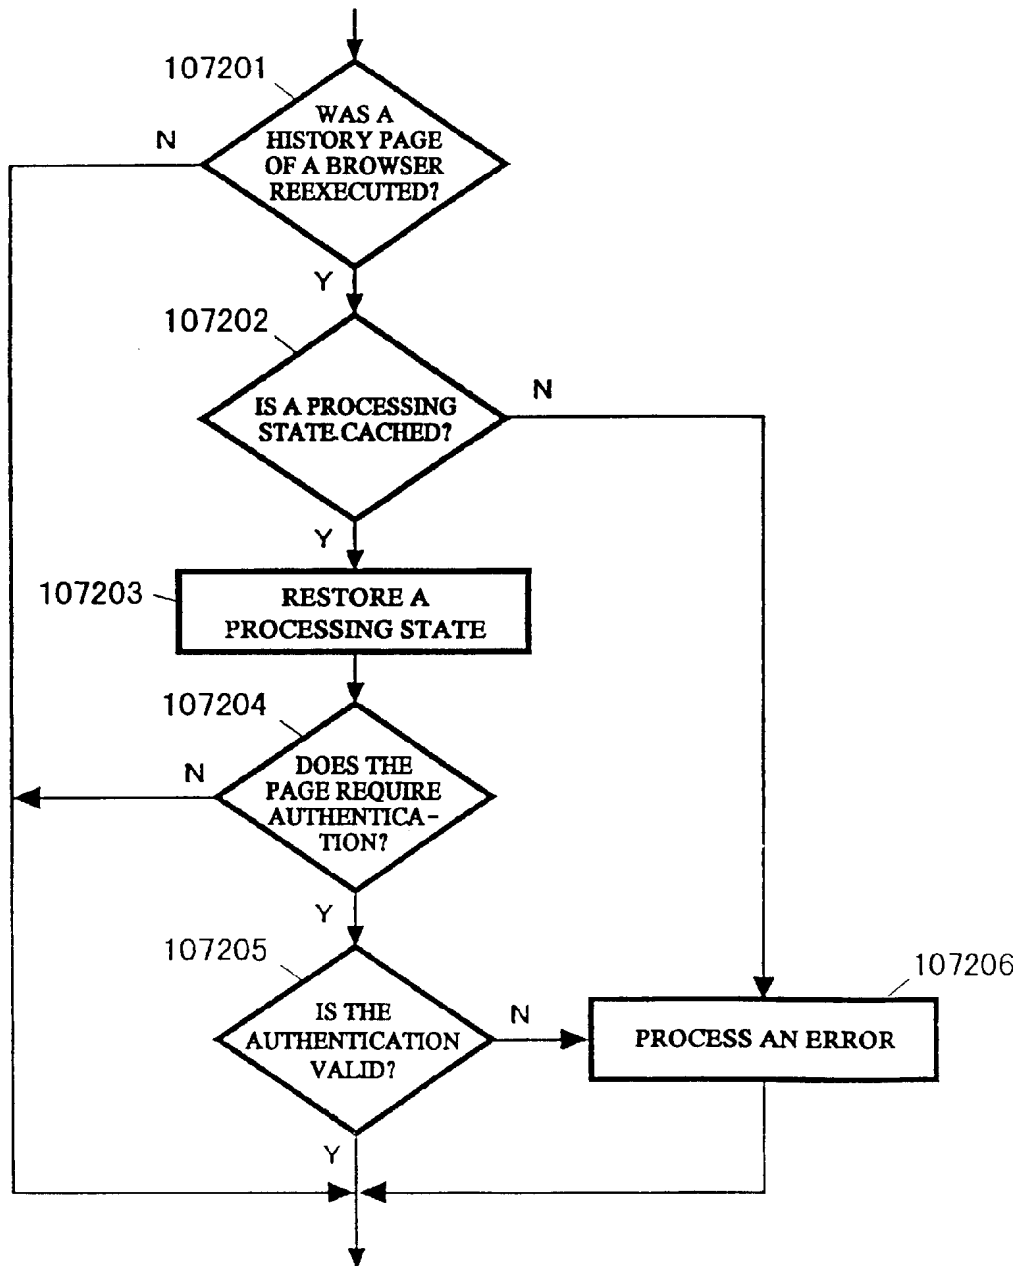 107201
WAS A
HISTORY PAGE
OF A BROWSER
REEXECUTED?
N
Y
107202
IS A PROCESSING
STATE CACHED?
N
Y
107203
RESTORE A
PROCESSING STATE
107204
DOES THE
PAGE REQUIRE
AUTHENTICA-
TION?
N
Y
107205
IS THE
AUTHENTICATION
VALID?
N
107206
PROCESS AN ERROR
Y